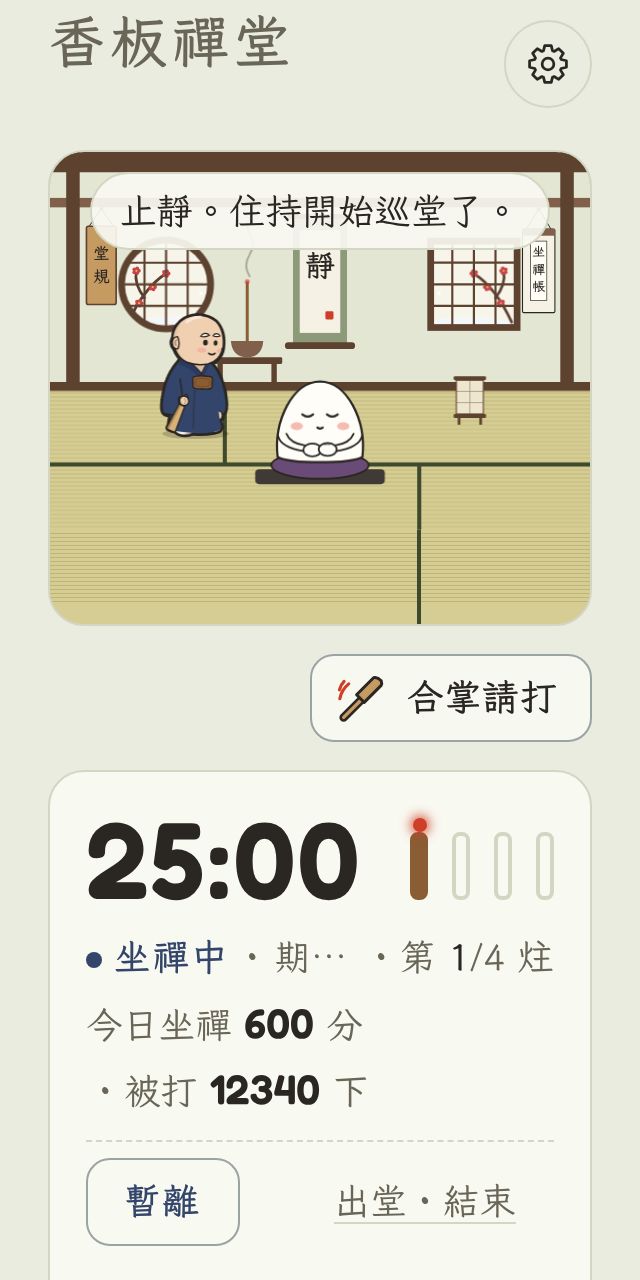 香板禪堂
止靜。住持開始巡堂了。
堂規
靜
坐禪帳
合掌請打
25:00
坐禪中・期⋯・第 1/4 炷
今日坐禪 600 分
・被打 12340 下
暫離
出堂・結束